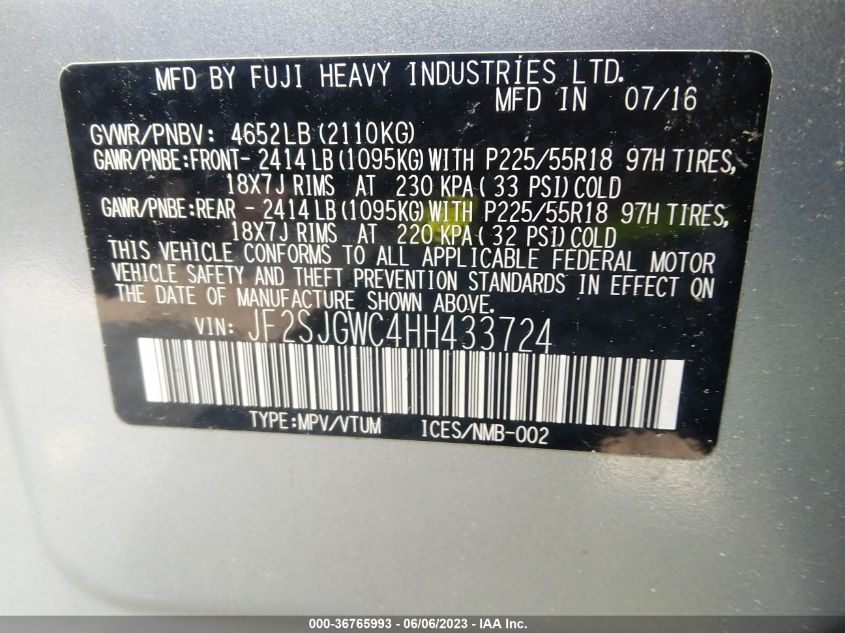 MFD BY FUJI HEAVY INDUSTRIES LTD.
MFD IN 07/16
GVWR/PNBV: 4652LB(2110KG)
GAWR/PNBE:FRONT- 2414LB(1095KG)WITH P225/55R18 97H TIRES,
18X7J RIMS AT 230 KPA( 33 PSI)COLD
GAWR/PNBE:REAR - 2414LB(1095KG)WITH P225/55R18 97H TIRES,
18X7J RIMS AT 220 KPA( 32 PSI)COLD
THIS VEHICLE CONFORMS TO ALL APPLICABLE FEDERAL MOTOR
VEHICLE SAFETY AND THEFT PREVENTION STANDARDS IN EFFECT ON
THE DATE OF MANUFACTURE SHOWN ABOVE.
VIN: JF2SJGWC4HH433724
TYPE:MPV/VTUM ICES/NMB-002
000-36765993 - 06/06/2023 - IAA Inc.